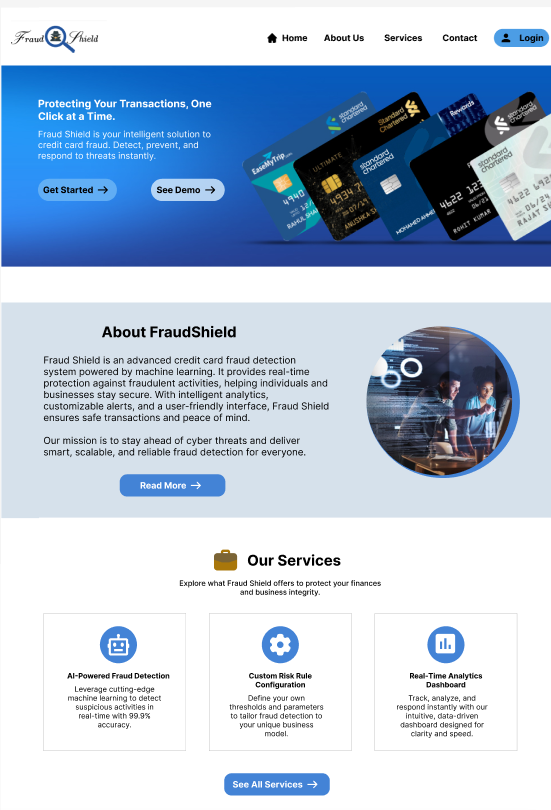 Fraud Shield
Home
About Us
Services
Contact
Login
Protecting Your Transactions, One
Click at a Time.
Fraud Shield is your intelligent solution to
credit card fraud. Detect, prevent, and
respond to threats instantly.
Get Started
See Demo
EaseMyTrip
standard
chartered
4940
RAHUL SHAR
ULTIMATE
standard
chartered
4934 7
ANUSHKA SH
standard
chartered
MOHAMED AHMED
Rewards
4622 123
06/21
ROHIT KUMAR
standard
chartered
4622 692
06/24
RAJAT S
About FraudShield
Fraud Shield is an advanced credit card fraud detection
system powered by machine learning. It provides real-time
protection against fraudulent activities, helping individuals and
businesses stay secure. With intelligent analytics,
customizable alerts, and a user-friendly interface, Fraud Shield
ensures safe transactions and peace of mind.
Our mission is to stay ahead of cyber threats and deliver
smart, scalable, and reliable fraud detection for everyone.
Read More
Our Services
Explore what Fraud Shield offers to protect your finances
and business integrity.
AI-Powered Fraud Detection
Leverage cutting-edge
machine learning to detect
suspicious activities in
real-time with 99.9%
accuracy.
Custom Risk Rule
Configuration
Define your own
thresholds and parameters
to tailor fraud detection to
your unique business
model.
Real-Time Analytics
Dashboard
Track, analyze, and
respond instantly with our
intuitive, data-driven
dashboard designed for
clarity and speed.
See All Services